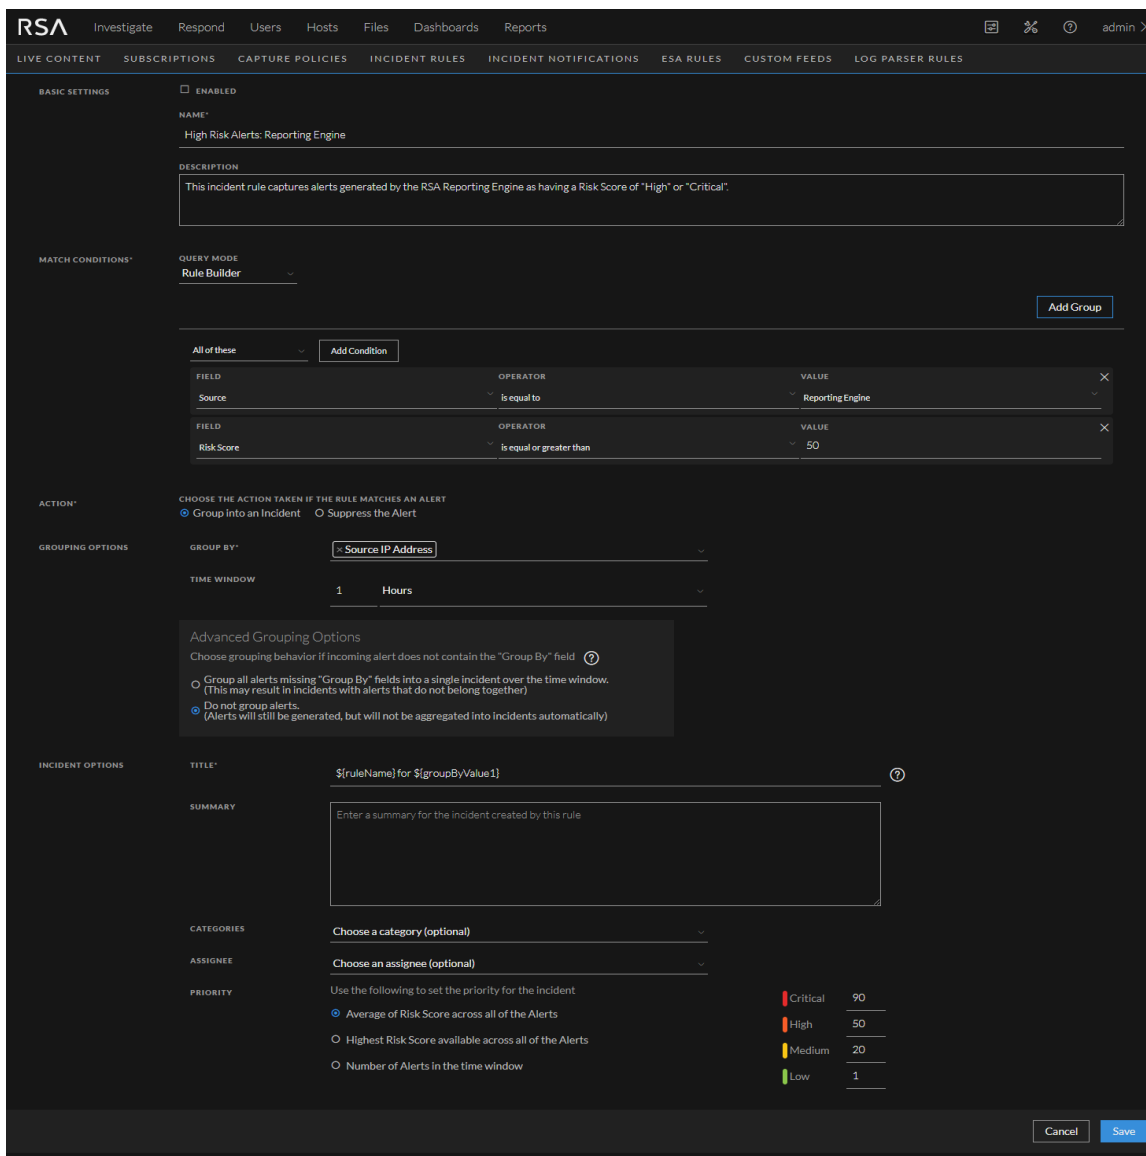 RSA Investigate Respond Users Hosts Files Dashboards Reports admin
LIVE CONTENT SUBSCRIPTIONS CAPTURE POLICIES INCIDENT RULES INCIDENT NOTIFICATIONS ESA RULES CUSTOM FEEDS LOG PARSER RULES
BASIC SETTINGS
ENABLED
NAME*
High Risk Alerts: Reporting Engine
DESCRIPTION
This incident rule captures alerts generated by the RSA Reporting Engine as having a Risk Score of "High" or "Critical".
MATCH CONDITIONS*
QUERY MODE
Rule Builder
Add Group
All of these Add Condition
FIELD OPERATOR VALUE
Source is equal to Reporting Engine
FIELD OPERATOR VALUE
Risk Score is equal or greater than 50
ACTION*
CHOOSE THE ACTION TAKEN IF THE RULE MATCHES AN ALERT
Group into an Incident Suppress the Alert
GROUPING OPTIONS
GROUP BY*
× Source IP Address
TIME WINDOW
1 Hours
Advanced Grouping Options
Choose grouping behavior if incoming alert does not contain the "Group By" field ?
Group all alerts missing "Group By" fields into a single incident over the time window.
(This may result in incidents with alerts that do not belong together)
Do not group alerts.
(Alerts will still be generated, but will not be aggregated into incidents automatically)
INCIDENT OPTIONS
TITLE*
${ruleName} for ${groupByValue1} ?
SUMMARY
Enter a summary for the incident created by this rule
CATEGORIES
Choose a category (optional)
ASSIGNEE
Choose an assignee (optional)
PRIORITY
Use the following to set the priority for the incident
Average of Risk Score across all of the Alerts
Highest Risk Score available across all of the Alerts
Number of Alerts in the time window
Critical 90
High 50
Medium 20
Low 1
Cancel Save